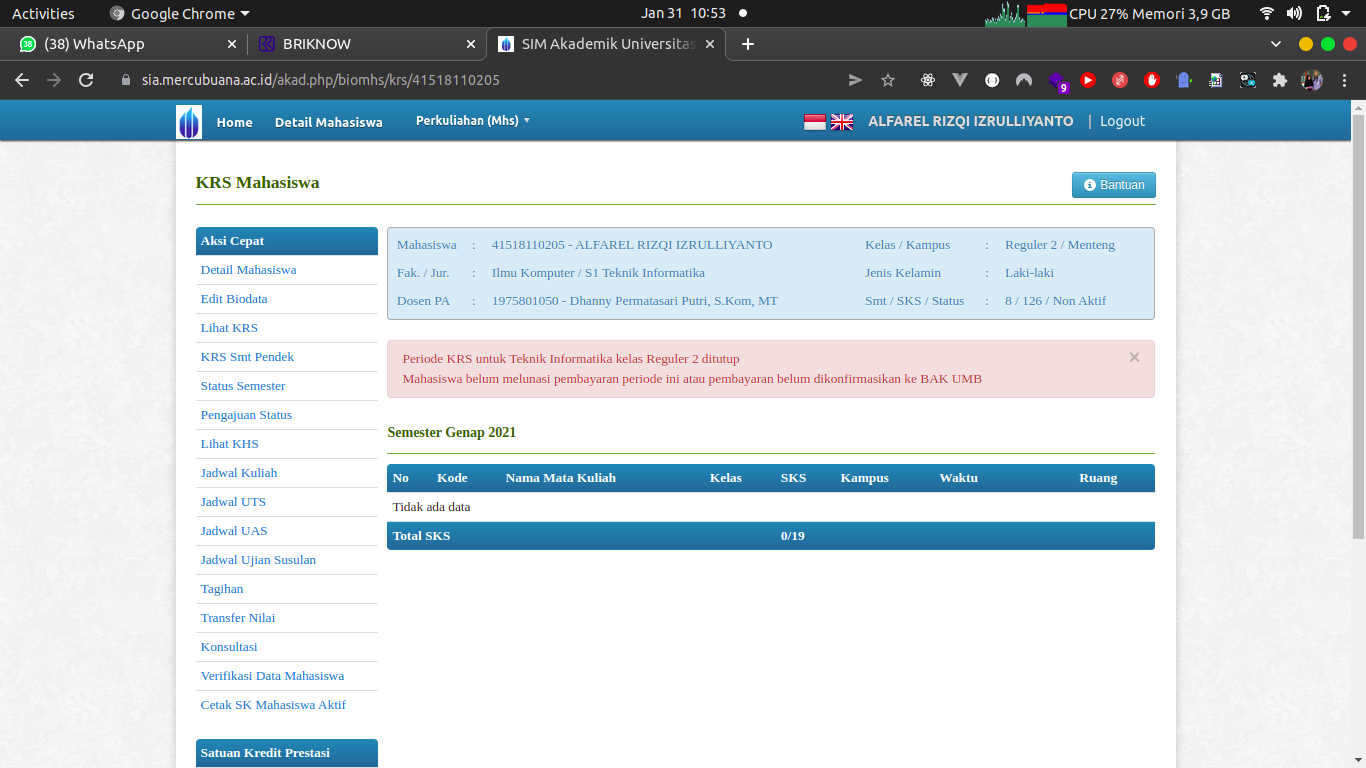 Activities Google Chrome Jan 31 10:53 CPU 27% Memori 3,9 GB
(38) WhatsApp BRIKNOW SIM Akademik Universitas
sia.mercubuana.ac.id/akad.php/biomhs/krs/41518110205 9
Home Detail Mahasiswa Perkuliahan (Mhs) ALFAREL RIZQI IZRULLIYANTO | Logout
KRS Mahasiswa Bantuan
Aksi Cepat
Detail Mahasiswa
Edit Biodata
Lihat KRS
KRS Smt Pendek
Status Semester
Pengajuan Status
Lihat KHS
Jadwal Kuliah
Jadwal UTS
Jadwal UAS
Jadwal Ujian Susulan
Tagihan
Transfer Nilai
Konsultasi
Verifikasi Data Mahasiswa
Cetak SK Mahasiswa Aktif
Satuan Kredit Prestasi
Mahasiswa : 41518110205 - ALFAREL RIZQI IZRULLIYANTO Kelas / Kampus : Reguler 2 / Menteng
Fak. / Jur. : Ilmu Komputer / S1 Teknik Informatika Jenis Kelamin : Laki-laki
Dosen PA : 1975801050 - Dhanny Permatasari Putri, S.Kom, MT Smt / SKS / Status : 8 / 126 / Non Aktif
Periode KRS untuk Teknik Informatika kelas Reguler 2 ditutup
Mahasiswa belum melunasi pembayaran periode ini atau pembayaran belum dikonfirmasikan ke BAK UMB
Semester Genap 2021
No Kode Nama Mata Kuliah Kelas SKS Kampus Waktu Ruang
Tidak ada data
Total SKS 0/19